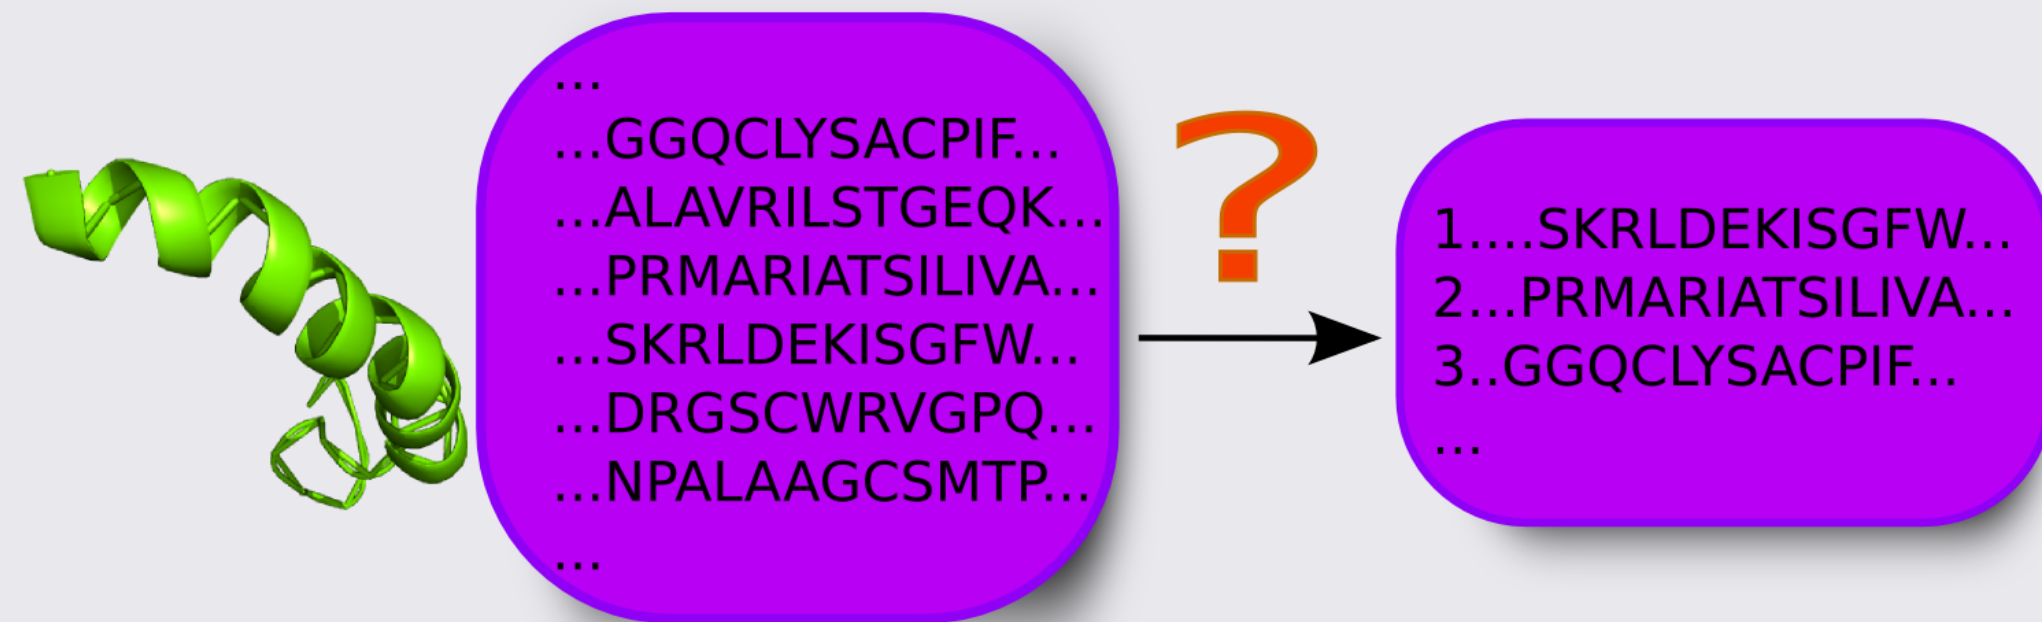 ...
...GGQCLYSACPIF...
...ALAVRILSTGEQK...
...PRMARIATSILIVA...
...SKRLDEKISGFW...
...DRGSCWRVGPQ...
...NPALAAGCSMTP...
...
?
1....SKRLDEKISGFW...
2...PRMARIATSILIVA...
3..GGQCLYSACPIF...
...